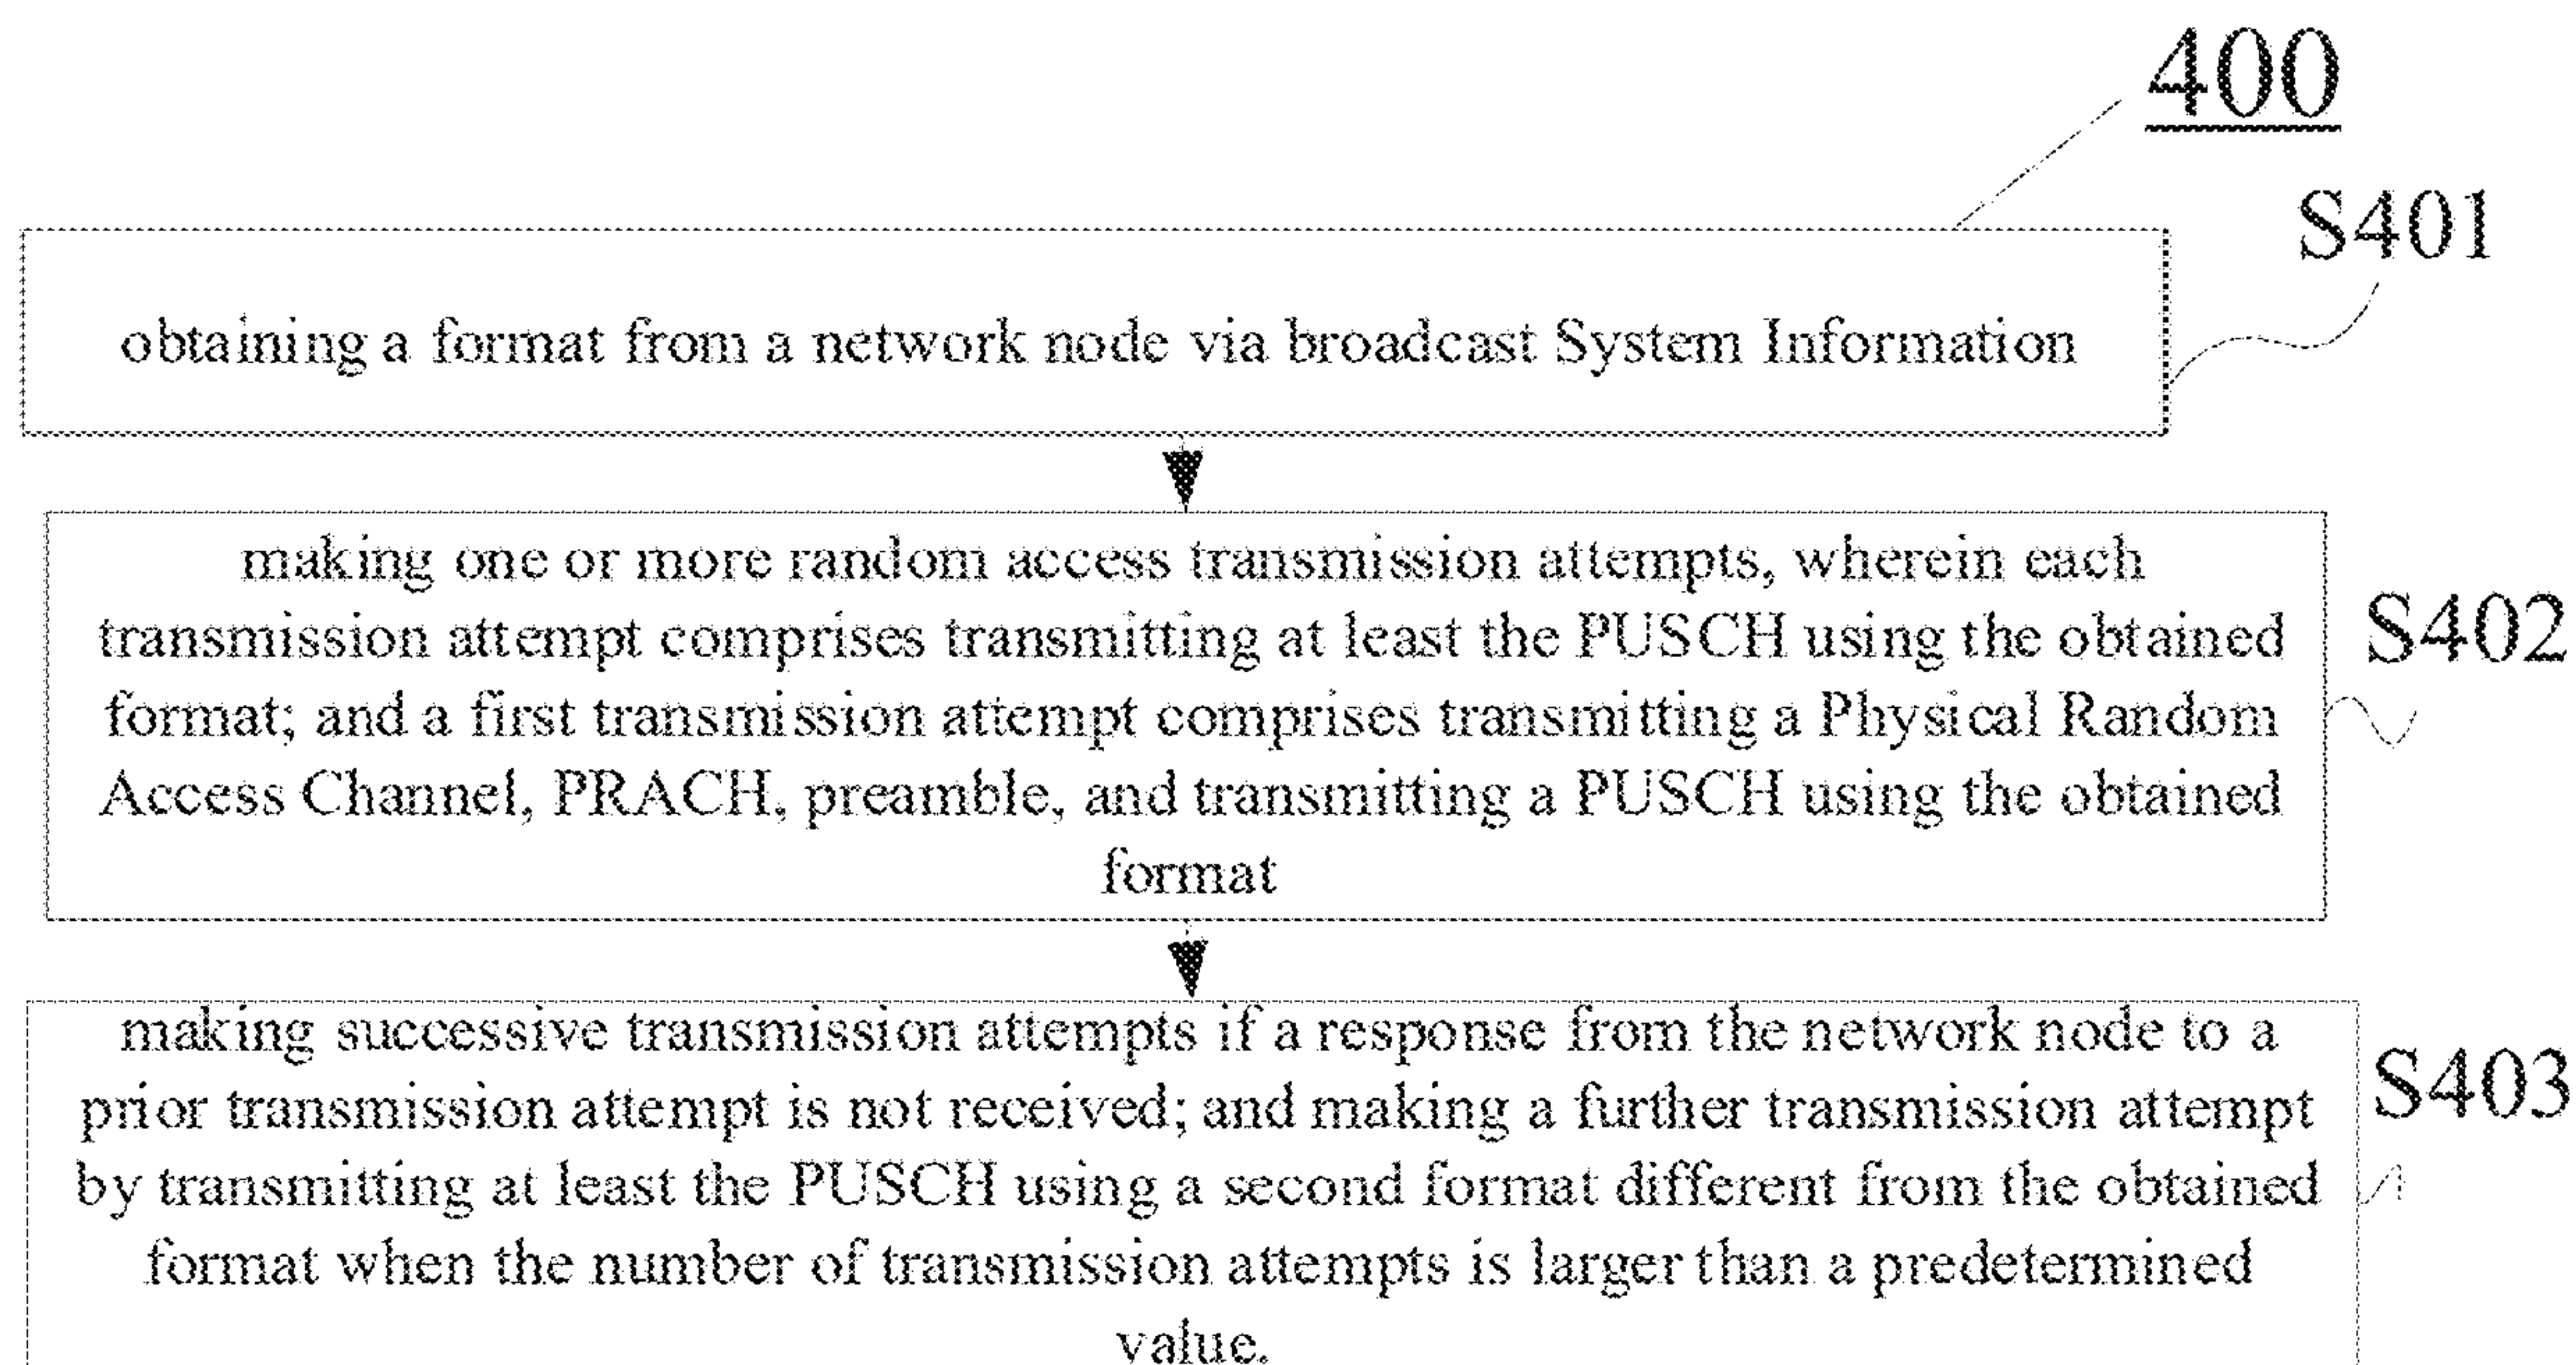 400
S401
obtaining a format from a network node via broadcast System Information
making one or more random access transmission attempts, wherein each
transmission attempt comprises transmitting at least the PUSCH using the obtained
format; and a first transmission attempt comprises transmitting a Physical Random
Access Channel, PRACH, preamble, and transmitting a PUSCH using the obtained
format
S402
making successive transmission attempts if a response from the network node to a
prior transmission attempt is not received; and making a further transmission attempt
by transmitting at least the PUSCH using a second format different from the obtained
format when the number of transmission attempts is larger than a predetermined
value.
S403